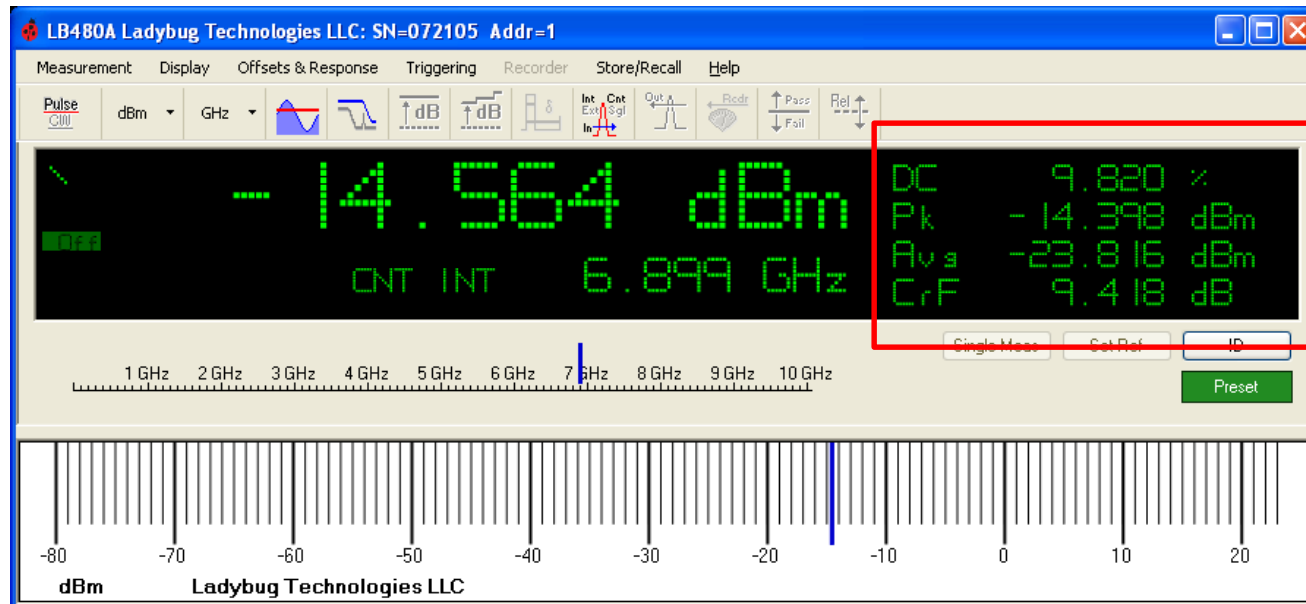 LB480A Ladybug Technologies LLC: SN=072105 Addr=1
Measurement Display Offsets & Response Triggering Recorder Store/Recall Help
Pulse
CW
dBm GHz
dB dB
Int Cnt
Ext Sgl
In
Out
Rcdr
Pass
Fail
Rel
-14.564 dBm
Off
CNT INT 6.899 GHz
DC 9.820 %
Pk -14.398 dBm
Avg -23.816 dBm
CrF 9.418 dB
Single Meas Set Ref ID
1 GHz 2 GHz 3 GHz 4 GHz 5 GHz 6 GHz 7 GHz 8 GHz 9 GHz 10 GHz
Preset
-80 -70 -60 -50 -40 -30 -20 -10 0 10 20
dBm Ladybug Technologies LLC